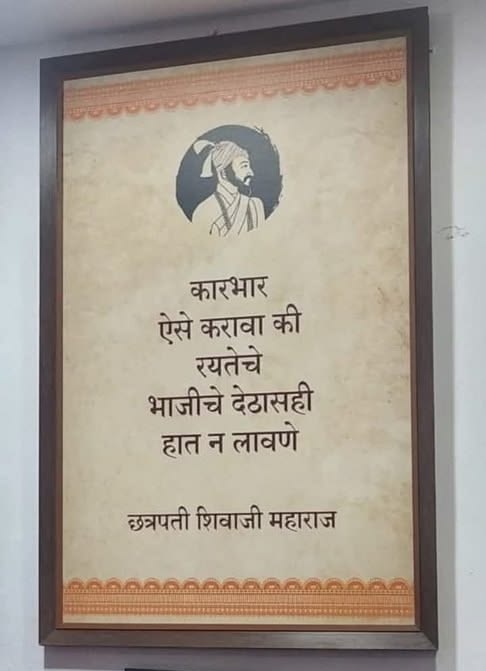 कारभार
ऐसे करावा की
रयतेचे
भाजीचे देठासही
हात न लावणे
छत्रपती शिवाजी महाराज